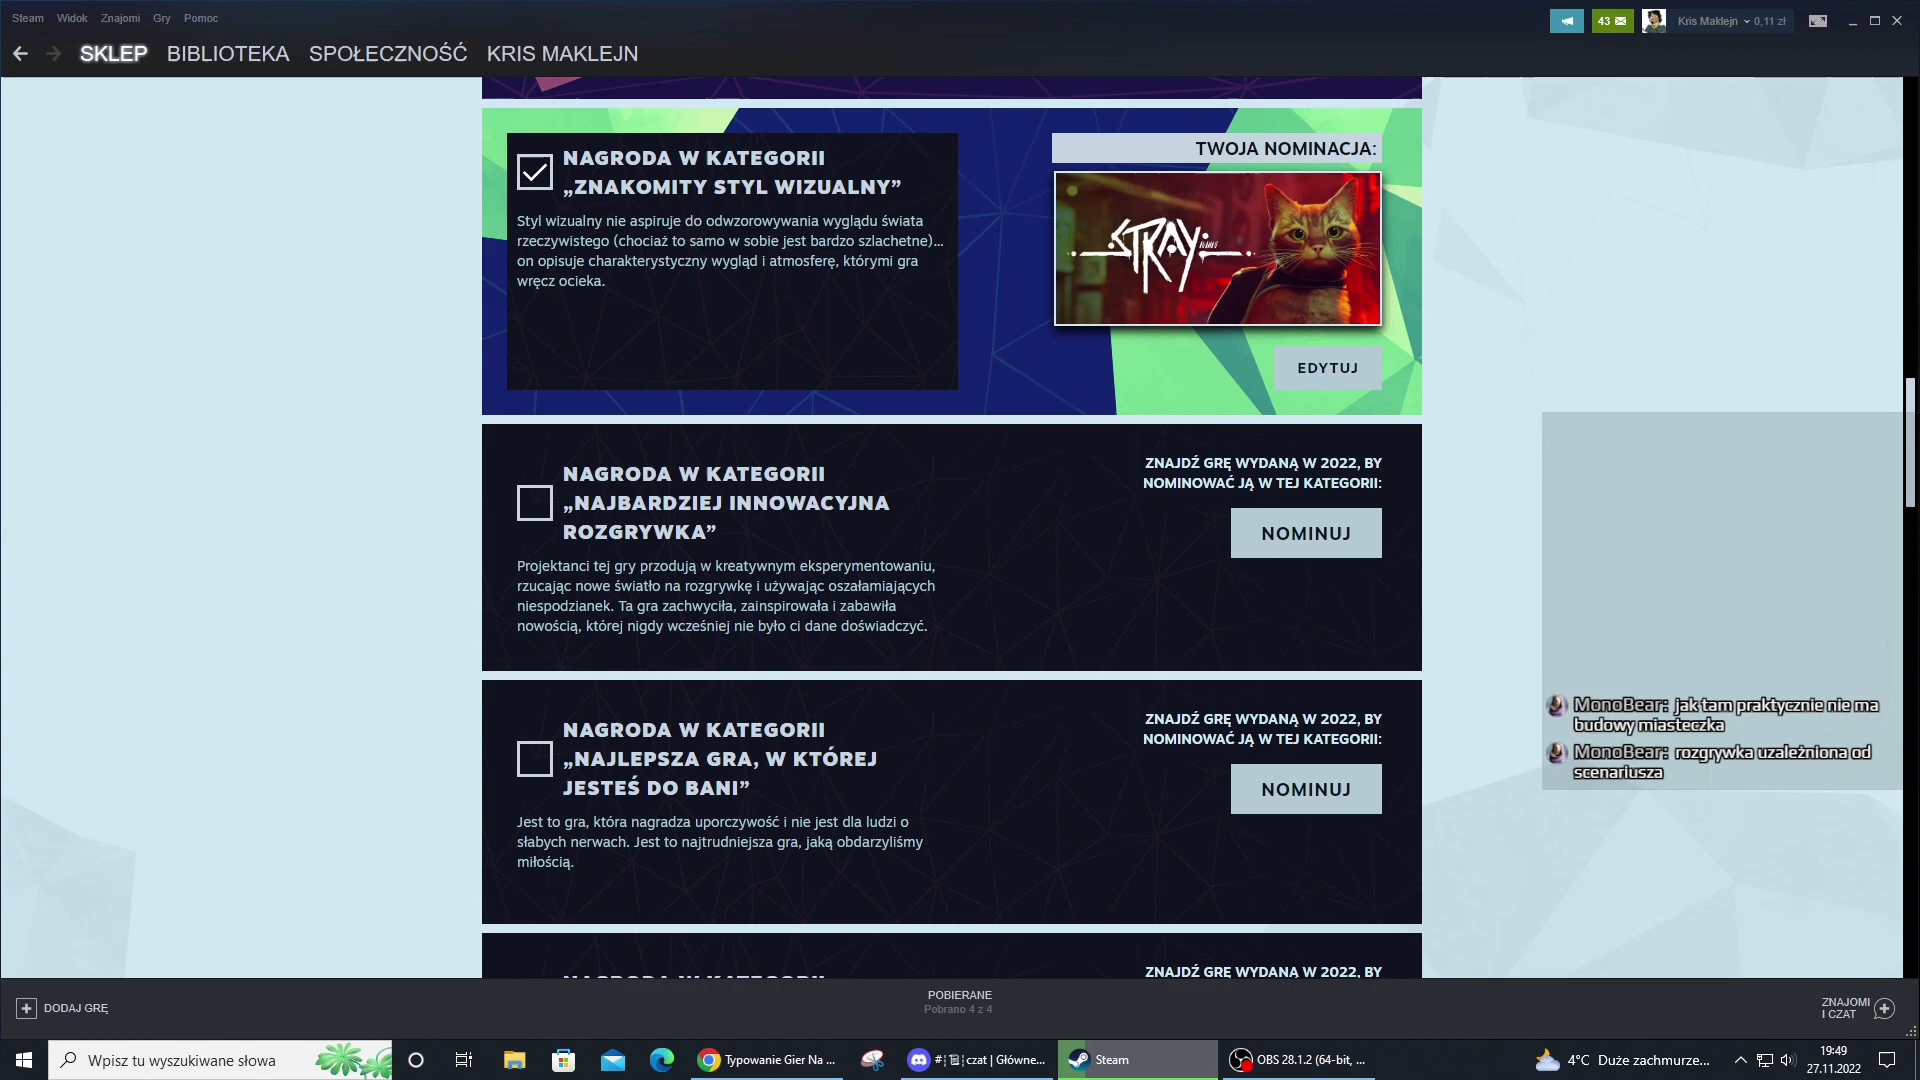 Steam Widok Znajomi Gry Pomoc
43 Kris Maklejn 0,11 zł
SKLEP BIBLIOTEKA SPOŁECZNOŚĆ KRIS MAKLEJN
NAGRODA W KATEGORII
„ZNAKOMITY STYL WIZUALNY”
Styl wizualny nie aspiruje do odwzorowywania wyglądu świata
rzeczywistego (chociaż to samo w sobie jest bardzo szlachetne)...
on opisuje charakterystyczny wygląd i atmosferę, którymi gra
wręcz ocieka.
TWOJA NOMINACJA:
STRAY
EDYTUJ
NAGRODA W KATEGORII
„NAJBARDZIEJ INNOWACYJNA
ROZGRYWKA”
Projektanci tej gry przodują w kreatywnym eksperymentowaniu,
rzucając nowe światło na rozgrywkę i używając oszałamiających
niespodzianek. Ta gra zachwyciła, zainspirowała i zabawiła
nowością, której nigdy wcześniej nie było ci dane doświadczyć.
ZNAJDŹ GRĘ WYDANĄ W 2022, BY
NOMINOWAĆ JĄ W TEJ KATEGORII:
NOMINUJ
NAGRODA W KATEGORII
„NAJLEPSZA GRA, W KTÓREJ
JESTEŚ DO BANI”
Jest to gra, która nagradza uporczywość i nie jest dla ludzi o
słabych nerwach. Jest to najtrudniejsza gra, jaką obdarzyliśmy
miłością.
ZNAJDŹ GRĘ WYDANĄ W 2022, BY
NOMINOWAĆ JĄ W TEJ KATEGORII:
NOMINUJ
MonoBear: jak tam praktycznie nie ma
budowy miasteczka
MonoBear: rozgrywka uzależniona od
scenariusza
NAGRODA W KATEGORII
ZNAJDŹ GRĘ WYDANĄ W 2022, BY
DODAJ GRĘ
POBIERANE
Pobrano 4 z 4
ZNAJOMI
I CZAT
Wpisz tu wyszukiwane słowa
Typowanie Gier Na ...
czat | Główne...
Steam
OBS 28.1.2 (64-bit, ...
4°C Duże zachmurze...
19:49
27.11.2022